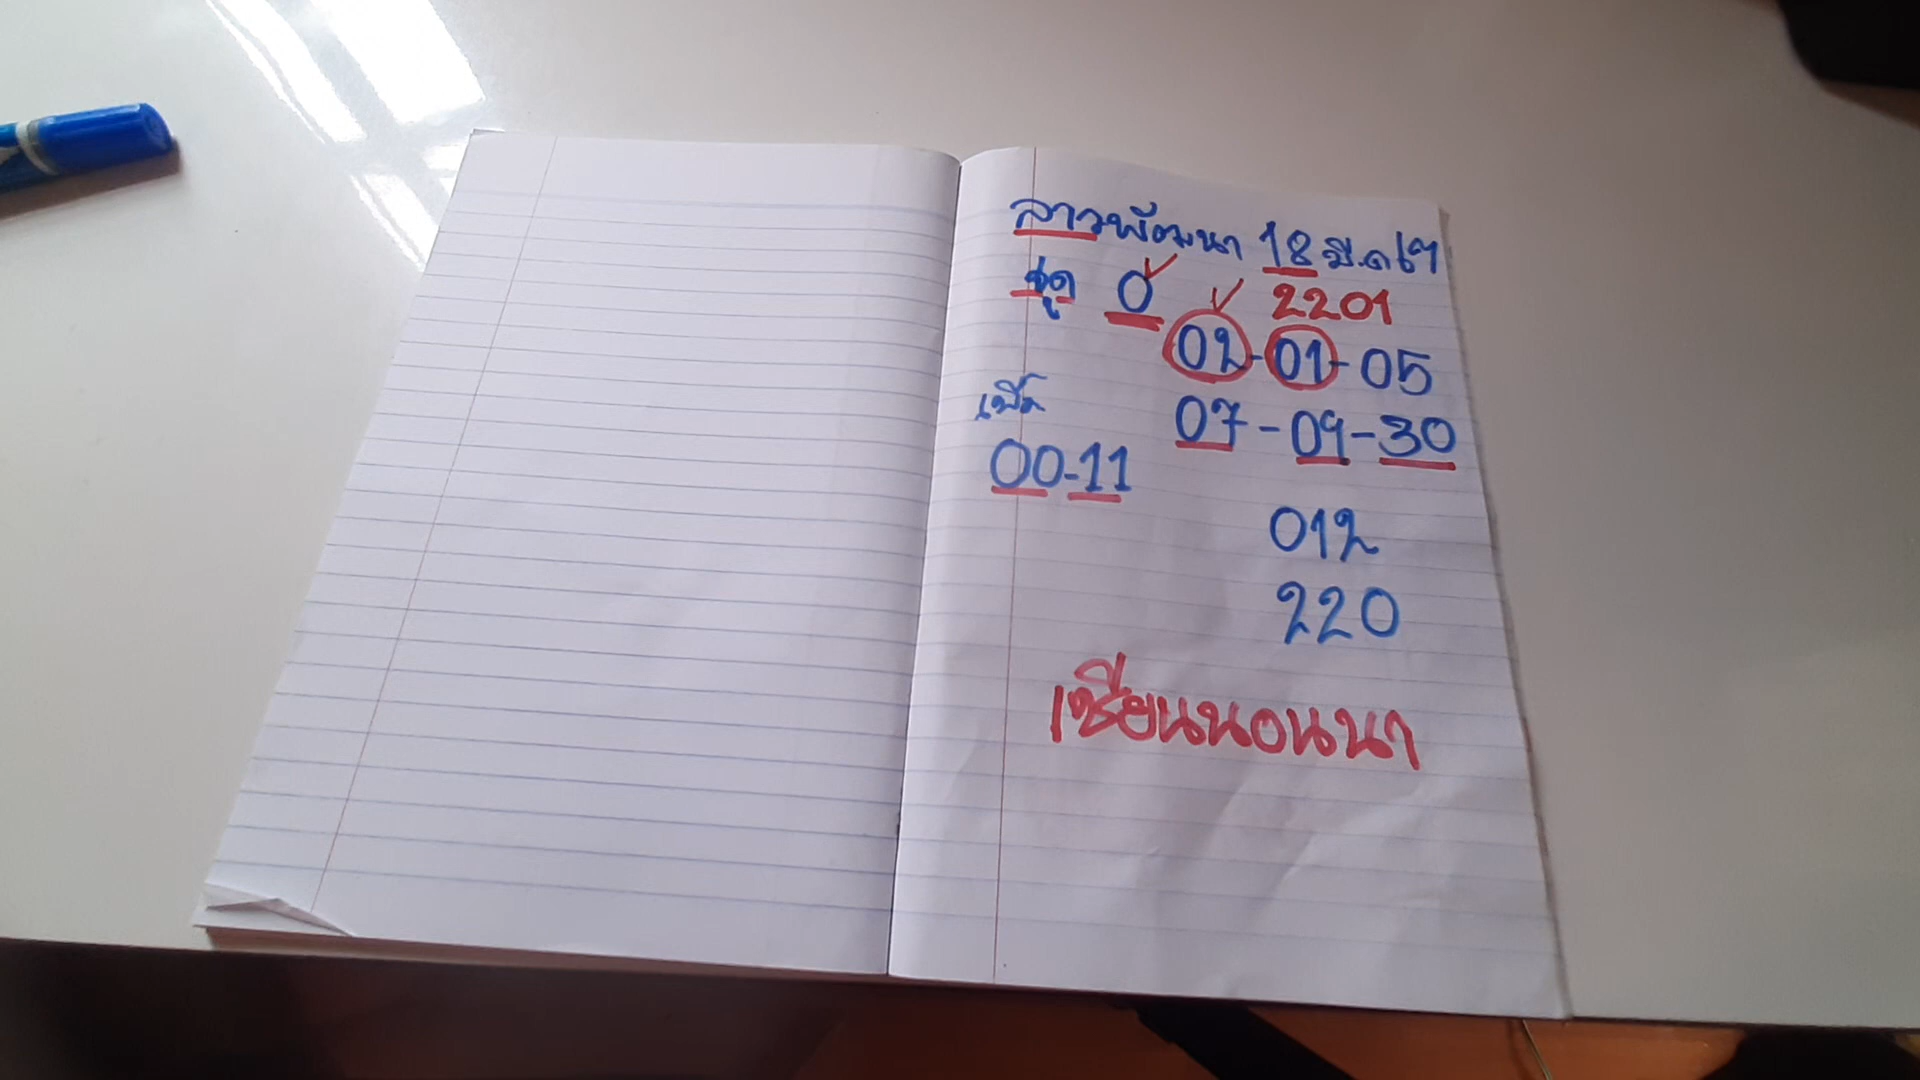 ลาวพัฒนา 18 มี.ค 67
ชุด 0 2201
02-01-05
07-09-30
เบิ้ล
00-11
012
220
เซียนนอนนา